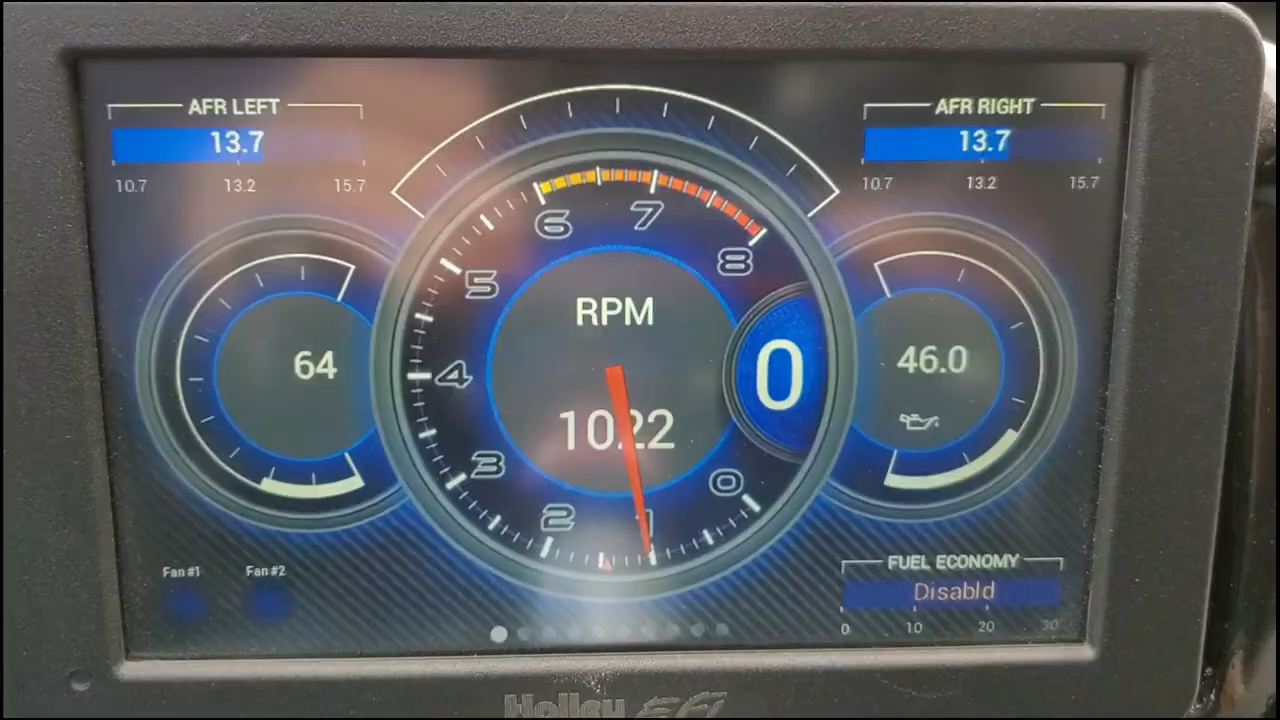 AFR LEFT
13.7
10.7 13.2 15.7
AFR RIGHT
13.7
10.7 13.2 15.7
6 7 8
5
4
3
2
1
0
RPM
1022
0
64
46.0
Fan #1 Fan #2
FUEL ECONOMY
Disabld
0 10 20 30
Holley EFI